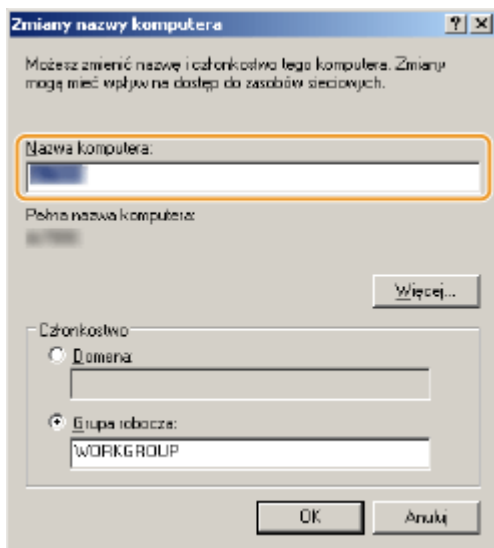 Zmiany nazwy komputera
Możesz zmienić nazwę i członkostwo tego komputera. Zmiany
mogą mieć wpływ na dostęp do zasobów sieciowych.
Nazwa komputera:
Pełna nazwa komputera:
Więcej...
Członkostwo
Domena:
Grupa robocza:
WORKGROUP
OK Anuluj